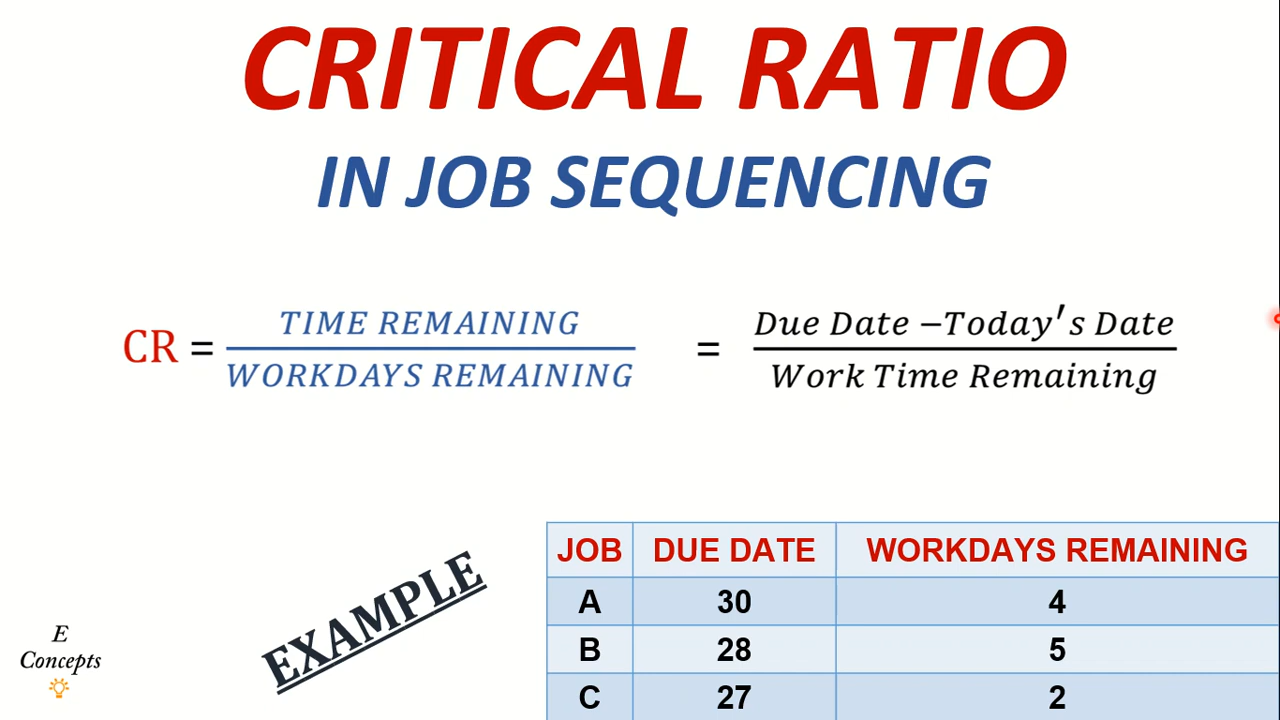 CRITICAL RATIO
IN JOB SEQUENCING
CR = TIME REMAINING / WORKDAYS REMAINING = Due Date –Today's Date / Work Time Remaining
EXAMPLE
JOB DUE DATE WORKDAYS REMAINING
A 30 4
B 28 5
C 27 2
E
Concepts